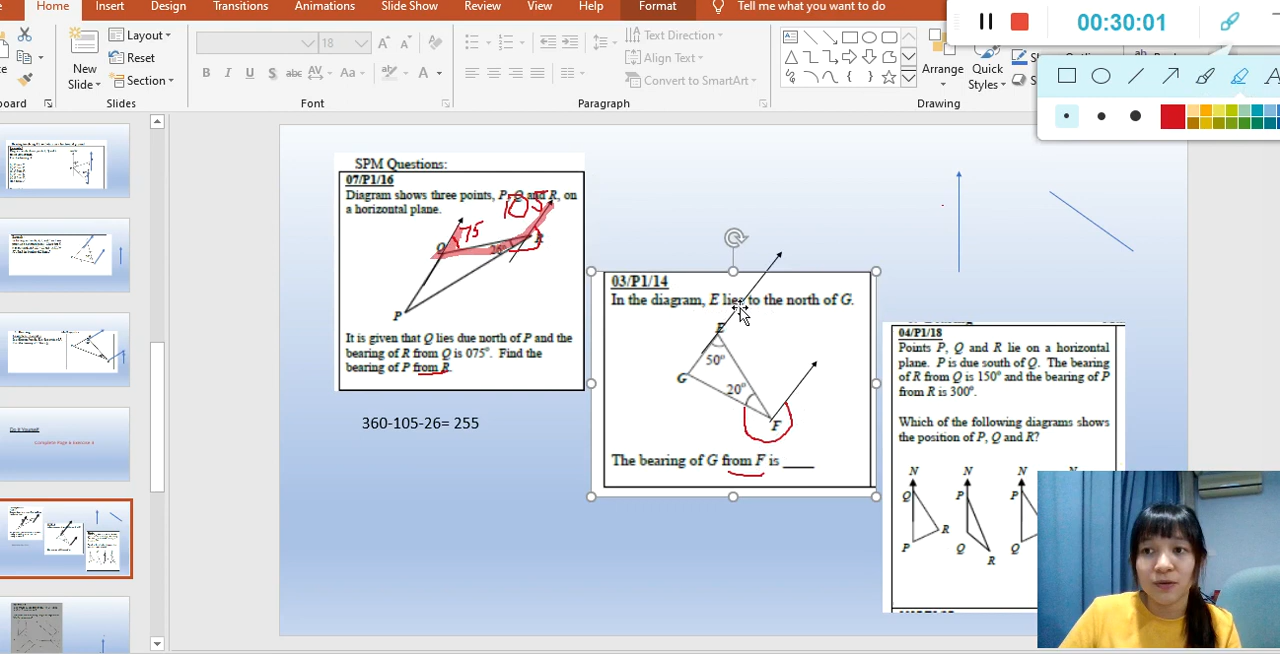 Home Insert Design Transitions Animations Slide Show Review View Help Format Tell me what you want to do
00:30:01
Layout
Reset
Section
New
Slide
18
B I U S abc AV Aa A
Text Direction
Align Text
Convert to SmartArt
Arrange
Quick
Styles
Slides
Font
Paragraph
Drawing
SPM Questions:
07/P1/16
Diagram shows three points, P, Q and R, on
a horizontal plane.
105
75
Q
R
26°
P
It is given that Q lies due north of P and the
bearing of R from Q is 075°. Find the
bearing of P from R.
360-105-26= 255
03/P1/14
In the diagram, E lies to the north of G.
E
50°
G
20°
F
The bearing of G from F is ____
04/P1/18
Points P, Q and R lie on a horizontal
plane. P is due south of Q. The bearing
of R from Q is 150° and the bearing of P
from R is 300°.
Which of the following diagrams shows
the position of P, Q and R?
N N N
Q P P
R
P Q Q
R